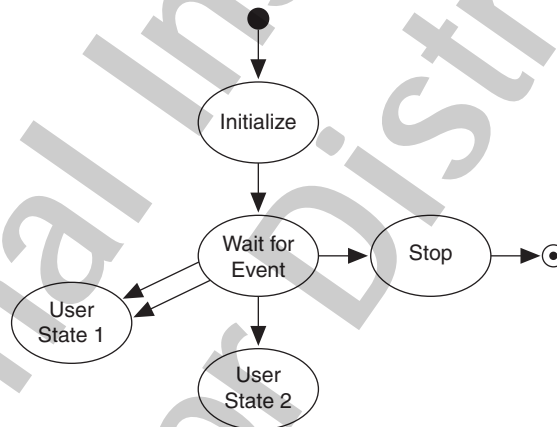 Initialize
Wait for
Event
Stop
User
State 1
User
State 2